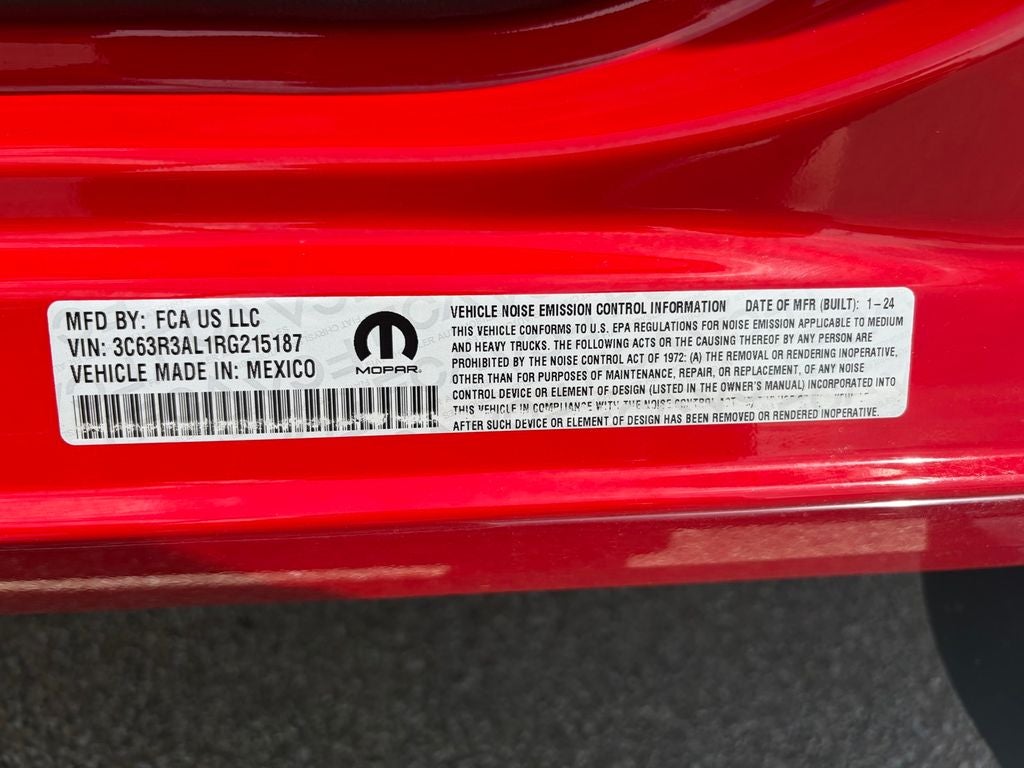 MFD BY: FCA US LLC
VIN: 3C63R3AL1RG215187
VEHICLE MADE IN: MEXICO
MOPAR
VEHICLE NOISE EMISSION CONTROL INFORMATION DATE OF MFR (BUILT): 1-24
THIS VEHICLE CONFORMS TO U.S. EPA REGULATIONS FOR NOISE EMISSION APPLICABLE TO MEDIUM
AND HEAVY TRUCKS. THE FOLLOWING ACTS OR THE CAUSING THEREOF BY ANY PERSON ARE
PROHIBITED BY THE NOISE CONTROL ACT OF 1972: (A) THE REMOVAL OR RENDERING INOPERATIVE,
OTHER THAN FOR PURPOSES OF MAINTENANCE, REPAIR, OR REPLACEMENT, OF ANY NOISE
CONTROL DEVICE OR ELEMENT OF DESIGN (LISTED IN THE OWNER'S MANUAL) INCORPORATED INTO
THIS VEHICLE IN COMPLIANCE WITH THE NOISE CONTROL ACT,
AFTER SUCH DEVICE OR ELEMENT OF DESIGN HAS BEEN REMOVED OR RENDERED INOPERATIVE.